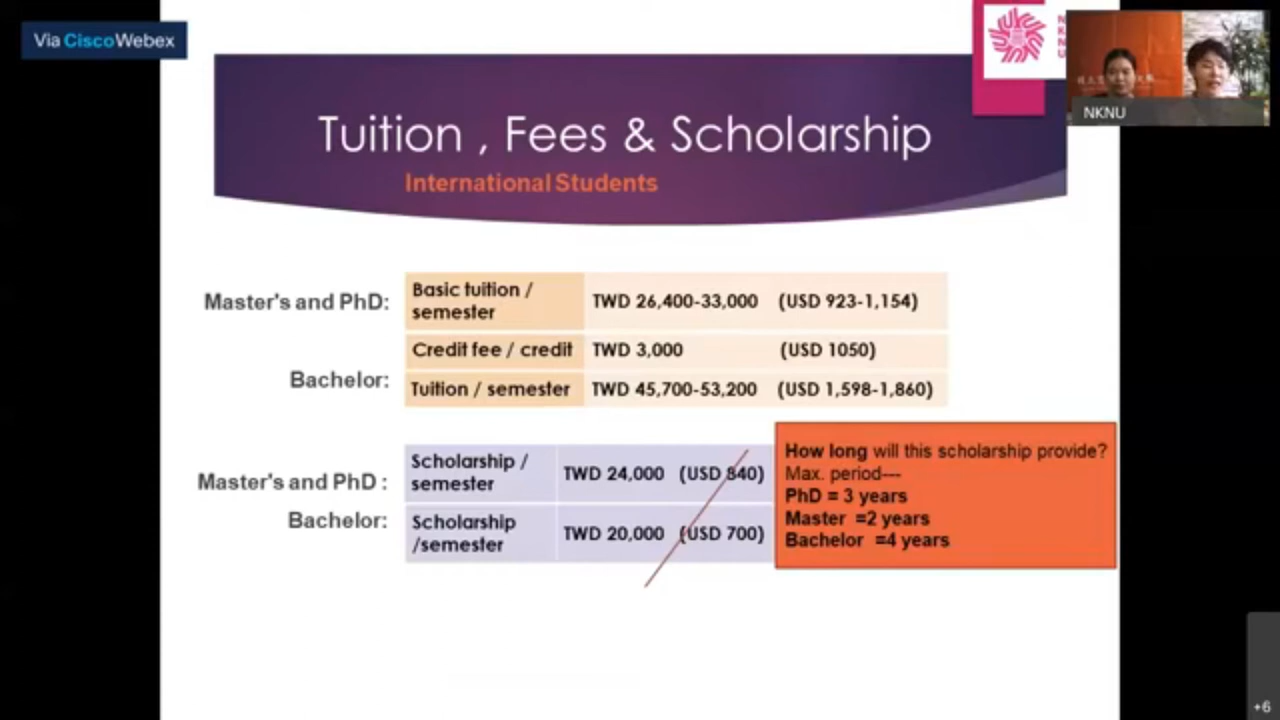 Via Cisco Webex
NKNU
NKNU
Tuition , Fees & Scholarship
International Students
Master's and PhD:
Basic tuition /
semester
TWD 26,400-33,000 (USD 923-1,154)
Credit fee / credit TWD 3,000 (USD 1050)
Bachelor:
Tuition / semester TWD 45,700-53,200 (USD 1,598-1,860)
Master's and PhD :
Scholarship /
semester
TWD 24,000 (USD 840)
Bachelor:
Scholarship
/semester
TWD 20,000 (USD 700)
How long will this scholarship provide?
Max. period---
PhD = 3 years
Master =2 years
Bachelor =4 years
+6